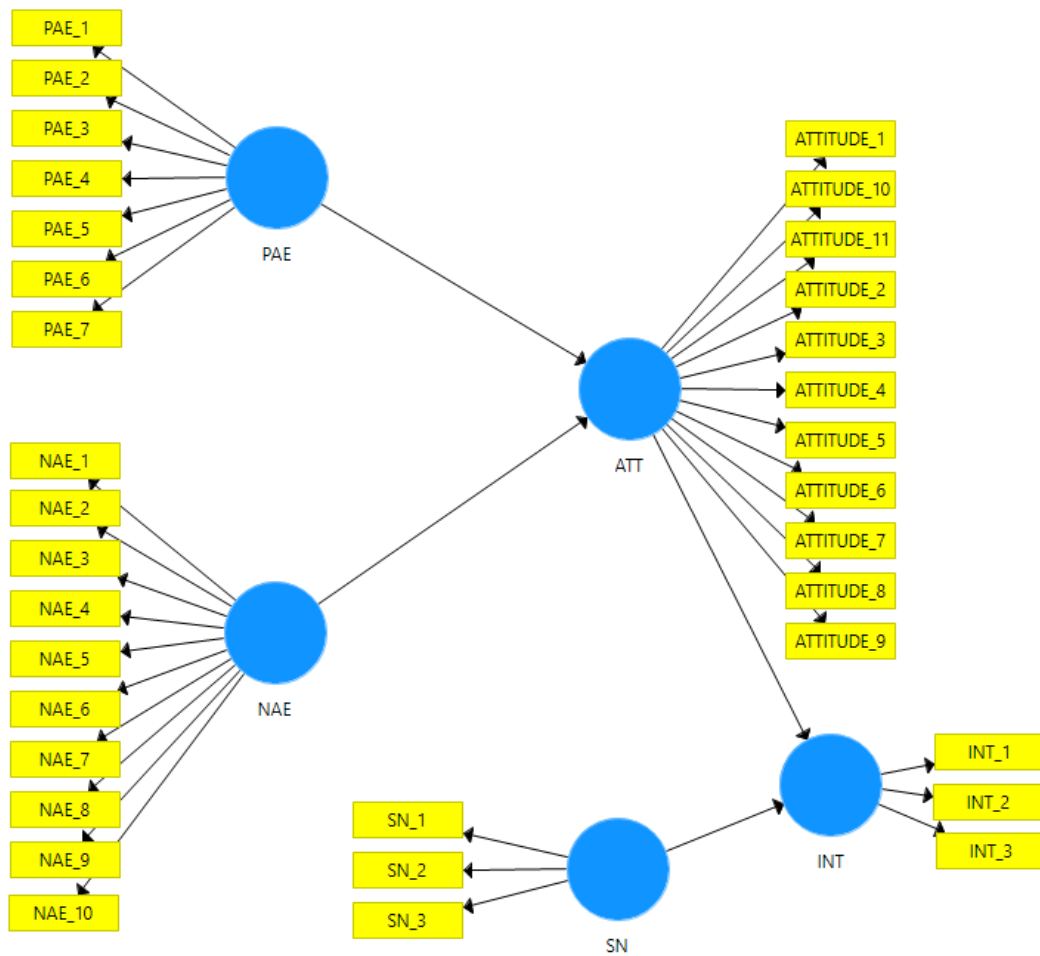 PAE_1
PAE_2
PAE_3
PAE_4
PAE_5
PAE_6
PAE_7
PAE
ATTITUDE_1
ATTITUDE_10
ATTITUDE_11
ATTITUDE_2
ATTITUDE_3
ATTITUDE_4
ATTITUDE_5
ATTITUDE_6
ATTITUDE_7
ATTITUDE_8
ATTITUDE_9
ATT
NAE_1
NAE_2
NAE_3
NAE_4
NAE_5
NAE_6
NAE_7
NAE_8
NAE_9
NAE_10
NAE
SN_1
SN_2
SN_3
SN
INT_1
INT_2
INT_3
INT